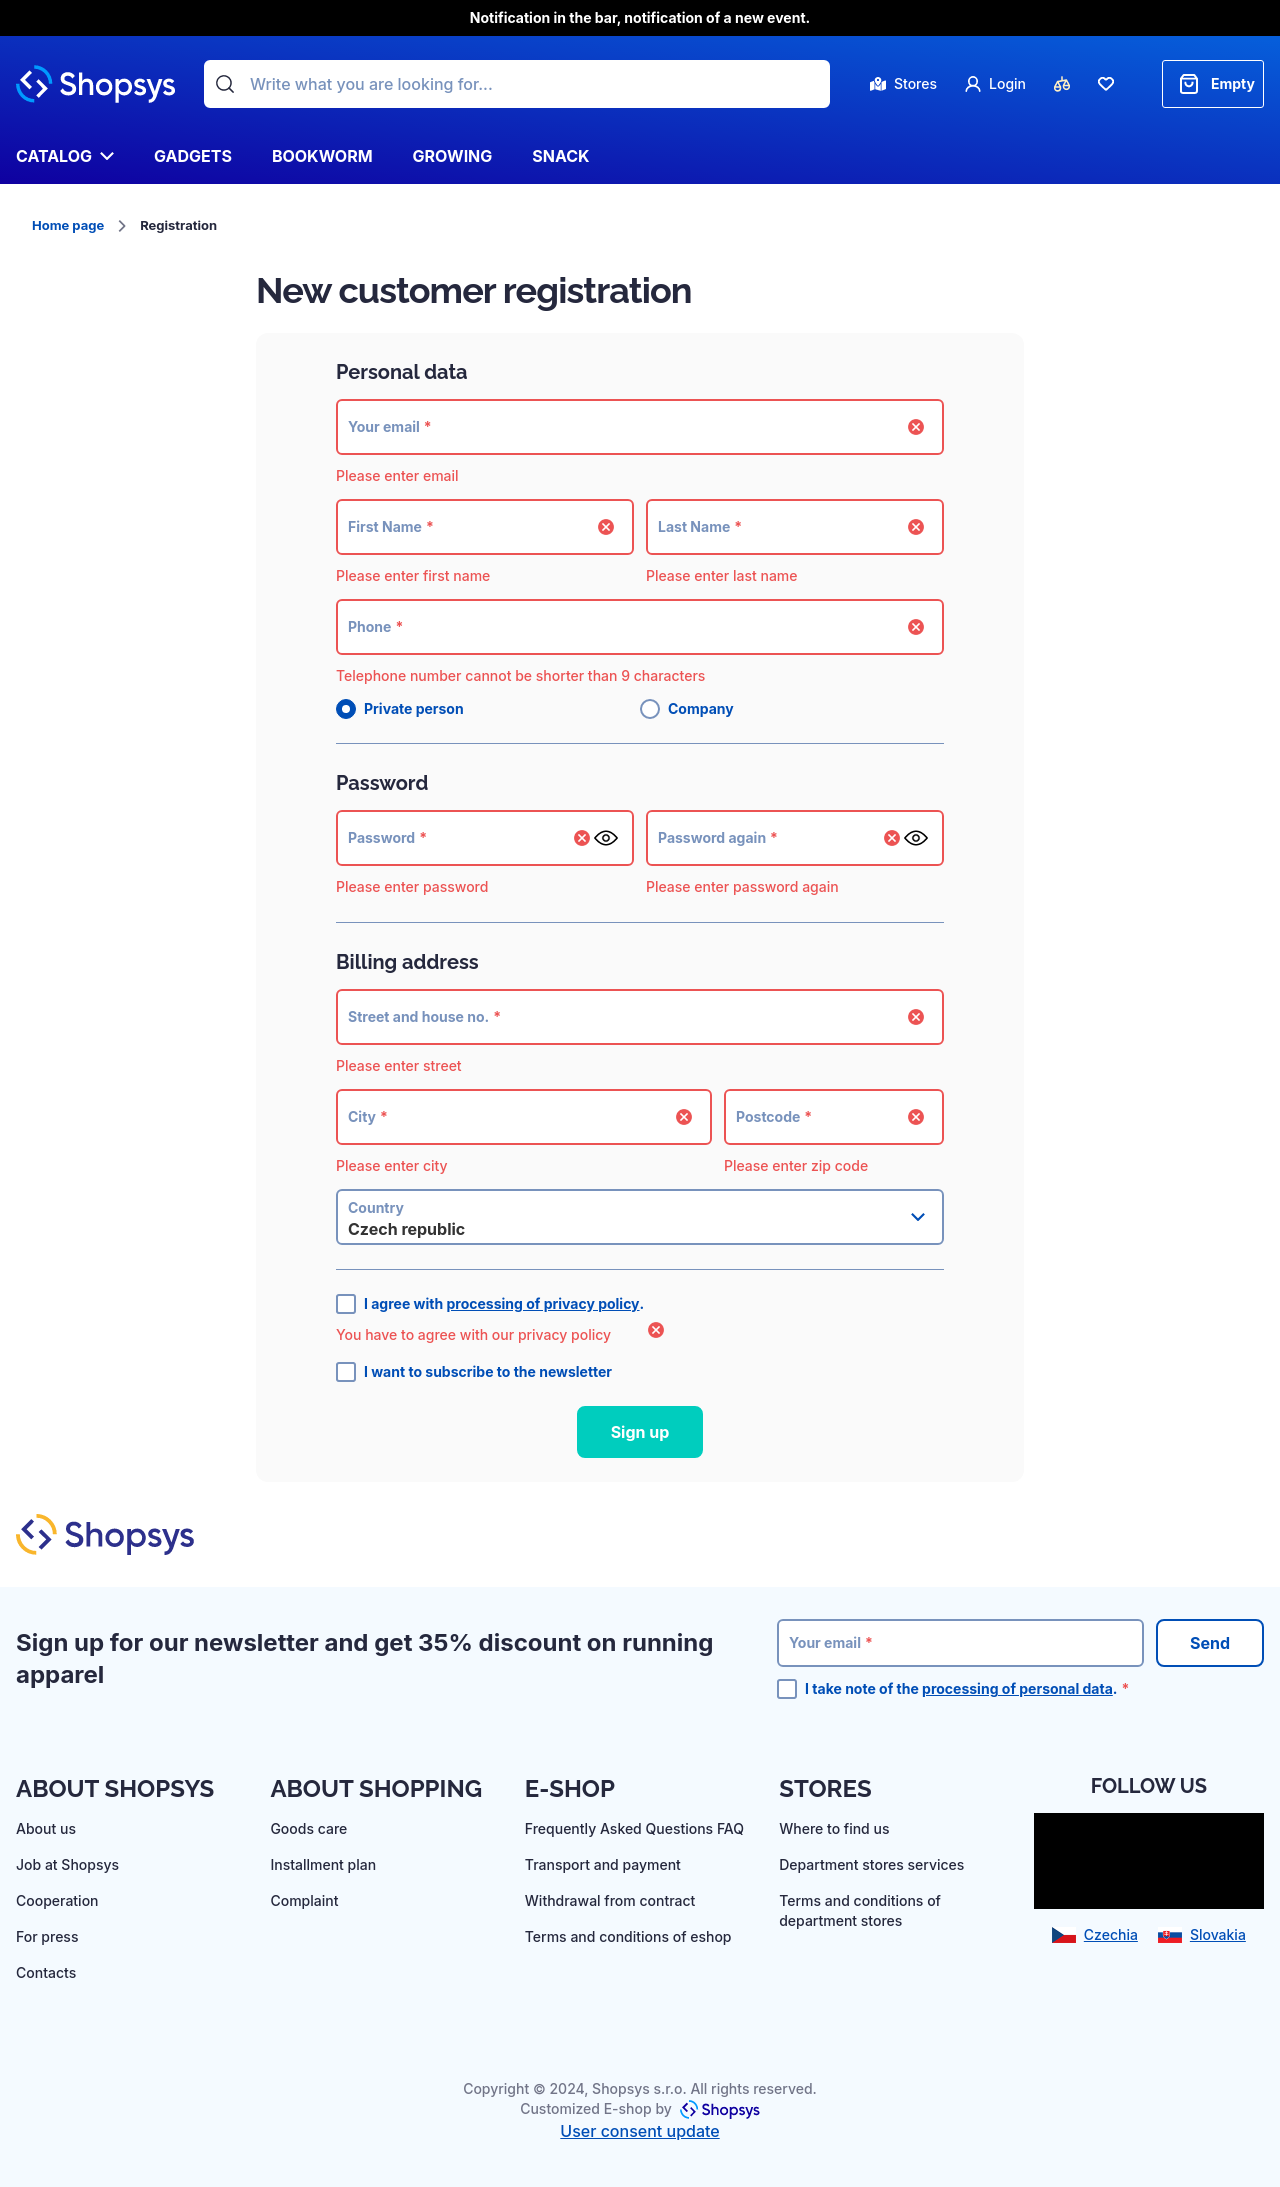 Notification in the bar, notification of a new event.
Shopsys
Write what you are looking for...
Stores
Login
Empty
CATALOG
GADGETS
BOOKWORM
GROWING
SNACK
Home page
Registration
New customer registration
Personal data
Your email *
Please enter email
First Name *
Last Name *
Please enter first name
Please enter last name
Phone *
Telephone number cannot be shorter than 9 characters
Private person
Company
Password
Password *
Password again *
Please enter password
Please enter password again
Billing address
Street and house no. *
Please enter street
City *
Postcode *
Please enter city
Please enter zip code
Country
Czech republic
I agree with processing of privacy policy.
You have to agree with our privacy policy
I want to subscribe to the newsletter
Sign up
Shopsys
Sign up for our newsletter and get 35% discount on running
apparel
Your email *
Send
I take note of the processing of personal data. *
ABOUT SHOPSYS
About us
Job at Shopsys
Cooperation
For press
Contacts
ABOUT SHOPPING
Goods care
Installment plan
Complaint
E-SHOP
Frequently Asked Questions FAQ
Transport and payment
Withdrawal from contract
Terms and conditions of eshop
STORES
Where to find us
Department stores services
Terms and conditions of
department stores
FOLLOW US
Czechia
Slovakia
Copyright © 2024, Shopsys s.r.o. All rights reserved.
Customized E-shop by Shopsys
User consent update